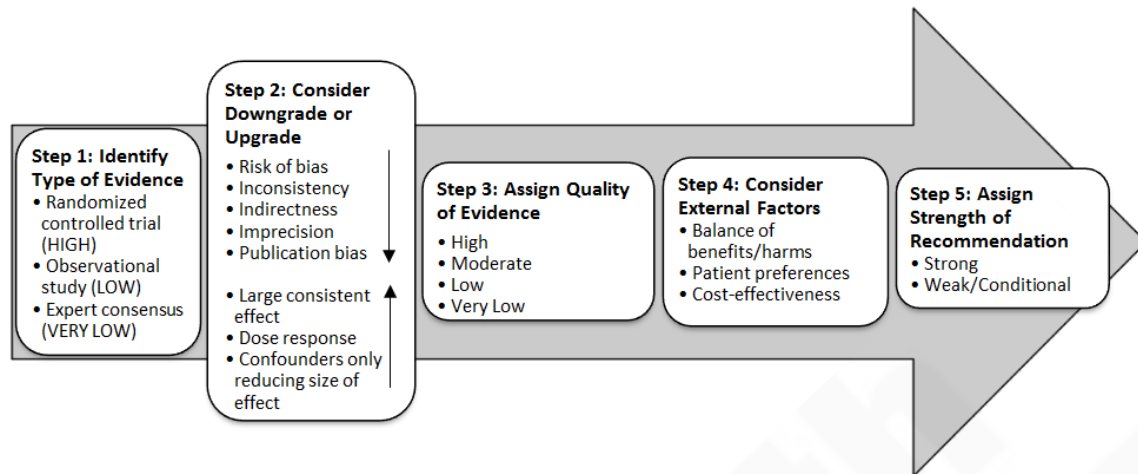 Step 1: Identify
Type of Evidence
• Randomized
controlled trial
(HIGH)
• Observational
study (LOW)
• Expert consensus
(VERY LOW)
Step 2: Consider
Downgrade or
Upgrade
• Risk of bias
• Inconsistency
• Indirectness
• Imprecision
• Publication bias
• Large consistent
effect
• Dose response
• Confounders only
reducing size of
effect
Step 3: Assign Quality
of Evidence
• High
• Moderate
• Low
• Very Low
Step 4: Consider
External Factors
• Balance of
benefits/harms
• Patient preferences
• Cost-effectiveness
Step 5: Assign
Strength of
Recommendation
• Strong
• Weak/Conditional